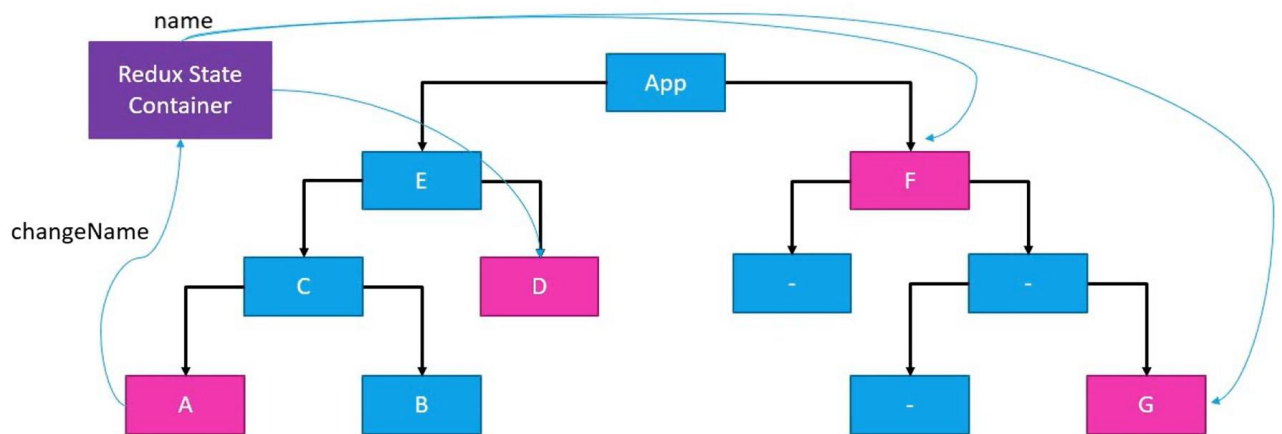 name
Redux State
Container
App
E
F
changeName
C
D
-
-
A
B
-
G